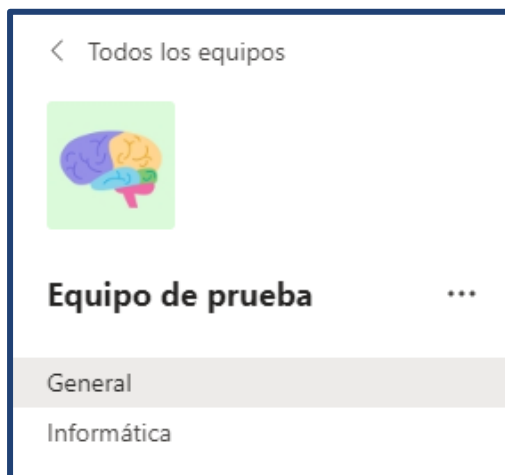 Todos los equipos
Equipo de prueba
General
Informática